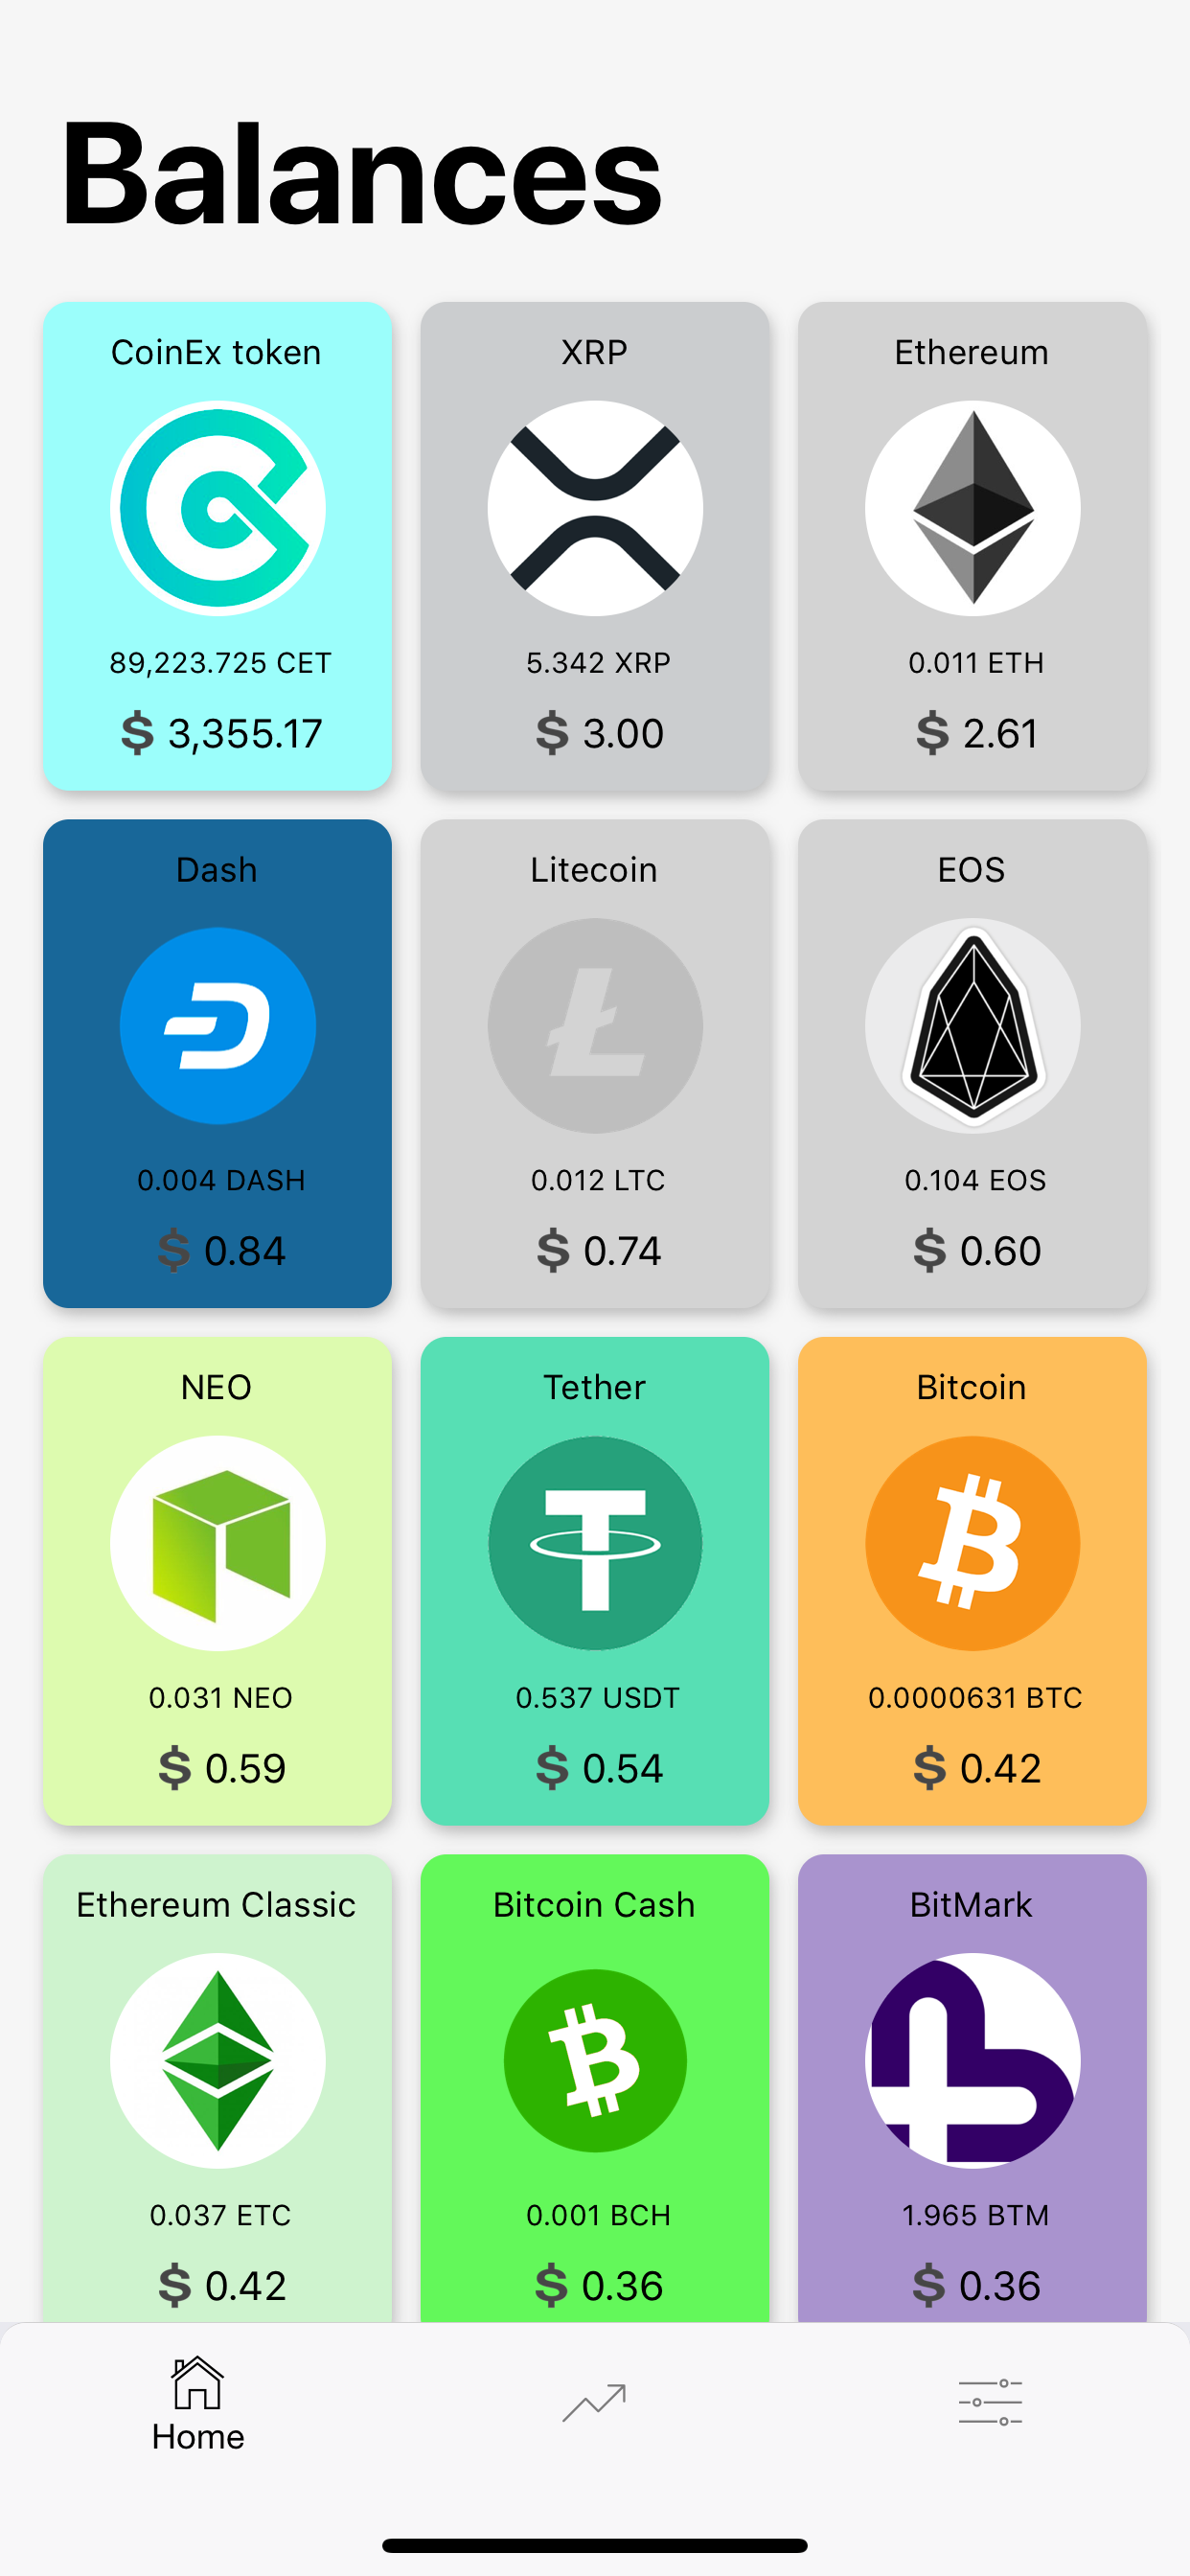 Balances
CoinEx token
89,223.725 CET
$ 3,355.17
XRP
5.342 XRP
$ 3.00
Ethereum
0.011 ETH
$ 2.61
Dash
0.004 DASH
$ 0.84
Litecoin
0.012 LTC
$ 0.74
EOS
0.104 EOS
$ 0.60
NEO
0.031 NEO
$ 0.59
Tether
0.537 USDT
$ 0.54
Bitcoin
0.0000631 BTC
$ 0.42
Ethereum Classic
0.037 ETC
$ 0.42
Bitcoin Cash
0.001 BCH
$ 0.36
BitMark
1.965 BTM
$ 0.36
Home